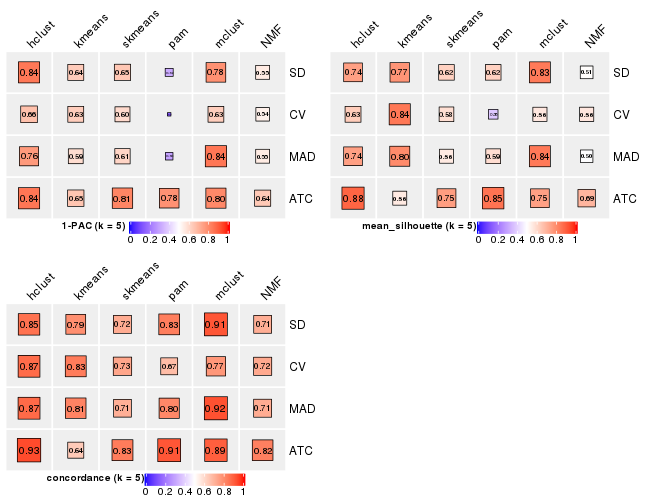 hclust kmeans skmeans pam mclust NMF
0.84 0.64 0.65 0.78 0.55 SD
0.66 0.63 0.60 0.63 0.54 CV
0.76 0.59 0.61 0.84 0.55 MAD
0.84 0.65 0.81 0.78 0.80 0.64 ATC
1-PAC (k = 5)
0 0.2 0.4 0.6 0.8 1
hclust kmeans skmeans pam mclust NMF
0.74 0.77 0.62 0.62 0.83 0.51 SD
0.63 0.84 0.58 0.56 0.56 CV
0.74 0.80 0.56 0.59 0.84 0.50 MAD
0.88 0.56 0.75 0.85 0.75 0.69 ATC
mean_silhouette (k = 5)
0 0.2 0.4 0.6 0.8 1
hclust kmeans skmeans pam mclust NMF
0.85 0.79 0.72 0.83 0.91 0.71 SD
0.87 0.83 0.73 0.67 0.77 0.72 CV
0.87 0.81 0.71 0.80 0.92 0.71 MAD
0.93 0.64 0.83 0.91 0.89 0.82 ATC
concordance (k = 5)
0 0.2 0.4 0.6 0.8 1